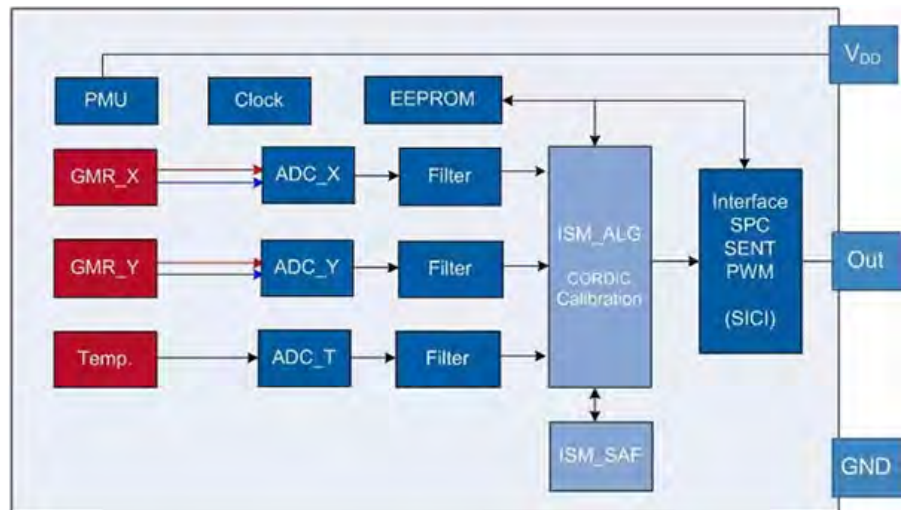 V_DD
PMU
Clock
EEPROM
GMR_X
ADC_X
Filter
GMR_Y
ADC_Y
Filter
Temp.
ADC_T
Filter
ISM_ALG
CORDIC
Calibration
ISM_SAF
Interface
SPC
SENT
PWM
(SICI)
Out
GND